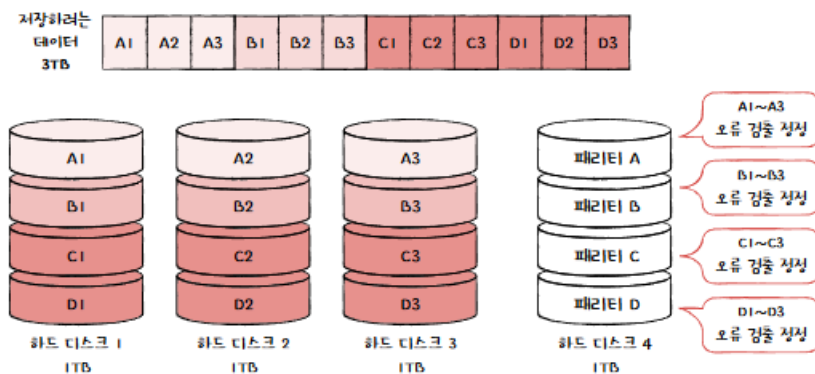 저장하려는
데이터
3TB
A1 A2 A3 B1 B2 B3 C1 C2 C3 D1 D2 D3
A1 A2 A3 패리티 A
B1 B2 B3 패리티 B
C1 C2 C3 패리티 C
D1 D2 D3 패리티 D
하드 디스크 1 하드 디스크 2 하드 디스크 3 하드 디스크 4
1TB 1TB 1TB 1TB
A1~A3
오류 검출 정정
B1~B3
오류 검출 정정
C1~C3
오류 검출 정정
D1~D3
오류 검출 정정